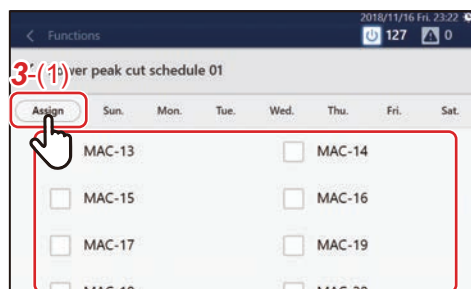 2018/11/16 Fri. 23:22
< Functions
127
0
3-(1)
wer peak cut schedule 01
Assign Sun. Mon. Tue. Wed. Thu. Fri. Sat.
MAC-13 MAC-14
MAC-15 MAC-16
MAC-17 MAC-19